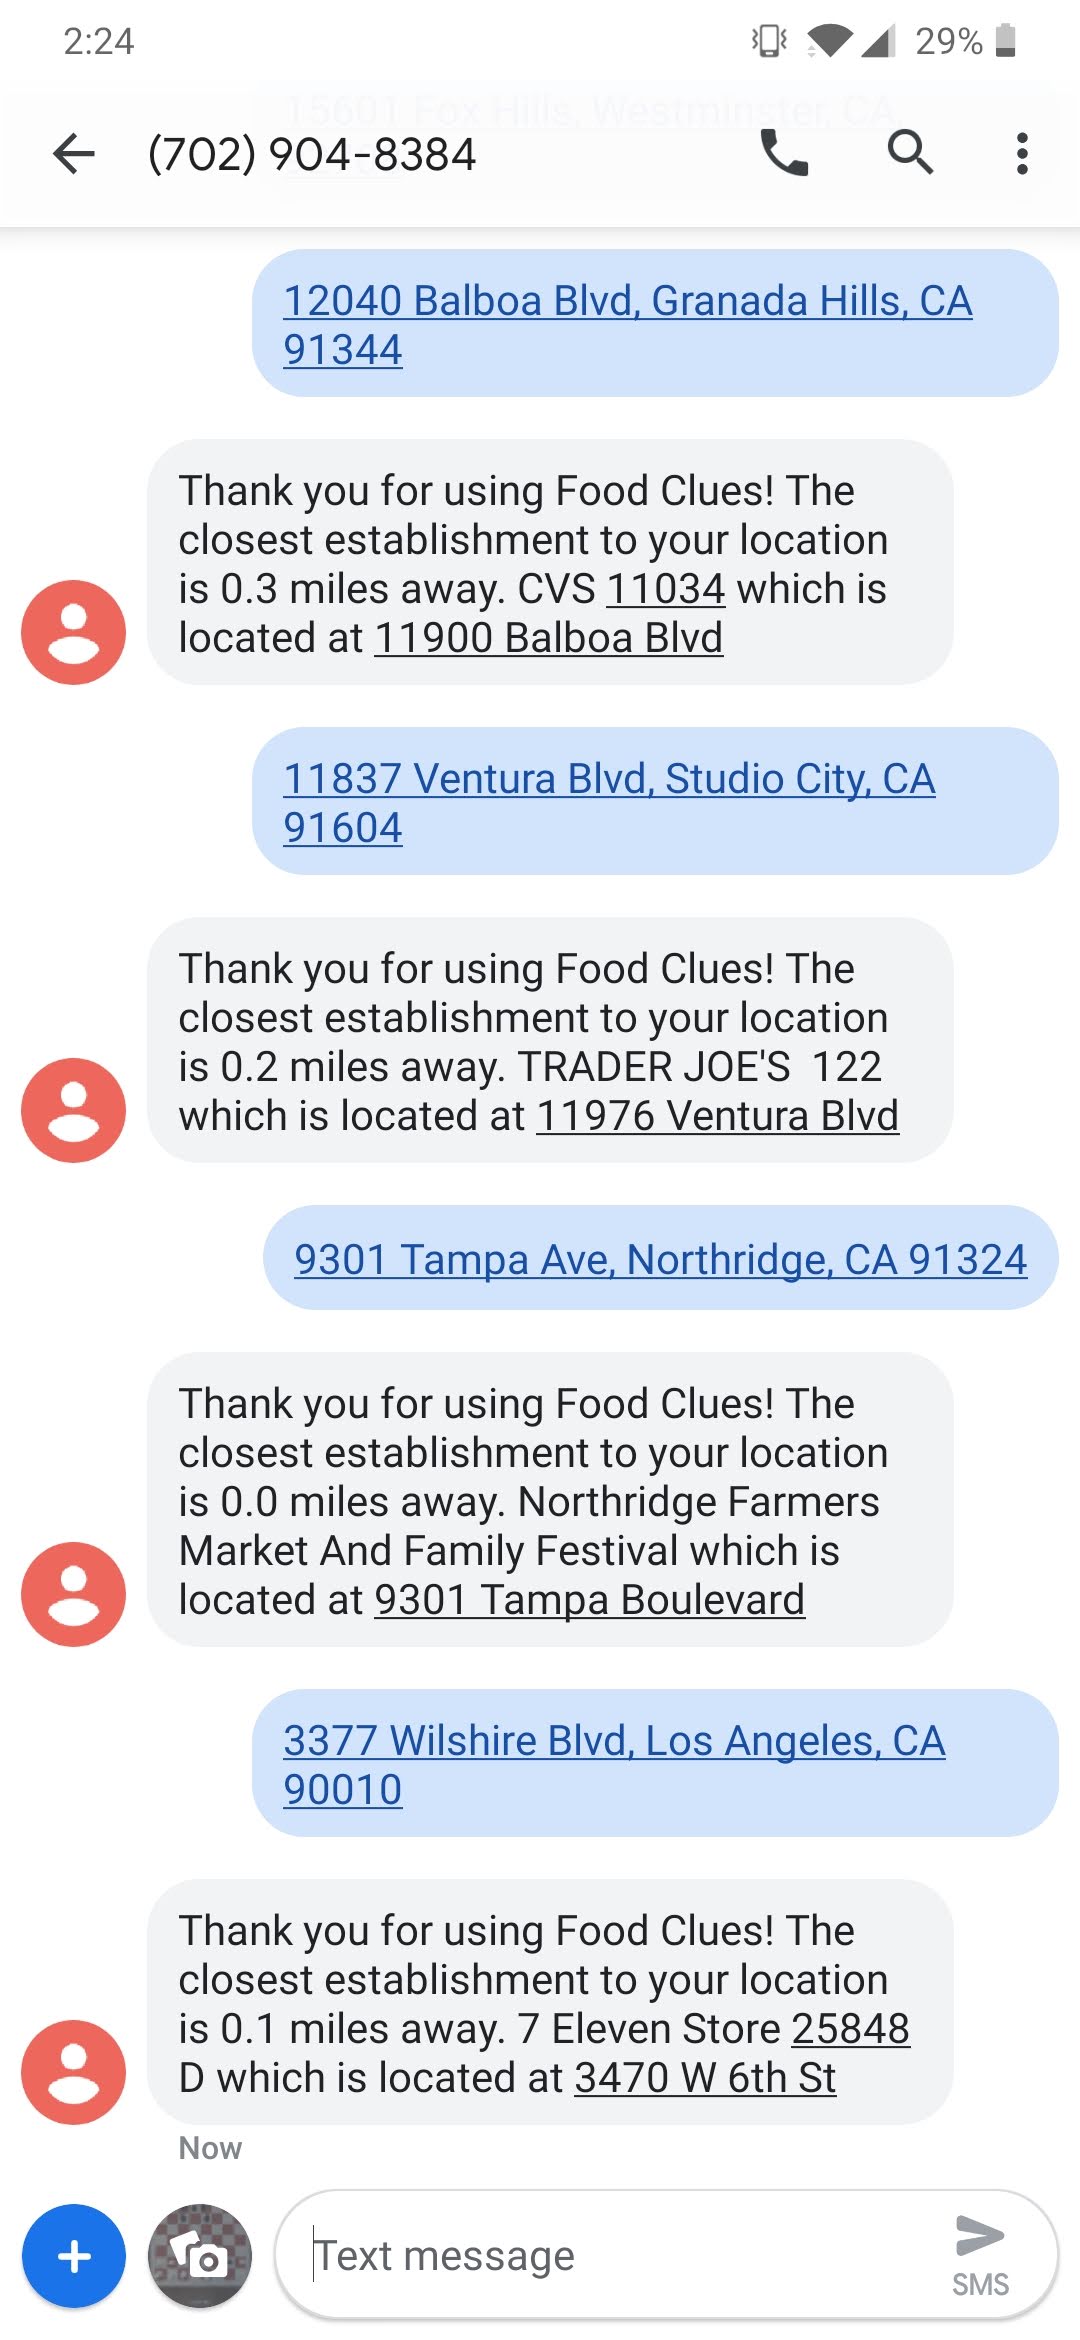 2:24
29%
15601 Fox Hills, Westminster, CA,
(702) 904-8384
12040 Balboa Blvd, Granada Hills, CA
91344
Thank you for using Food Clues! The
closest establishment to your location
is 0.3 miles away. CVS 11034 which is
located at 11900 Balboa Blvd
11837 Ventura Blvd, Studio City, CA
91604
Thank you for using Food Clues! The
closest establishment to your location
is 0.2 miles away. TRADER JOE'S  122
which is located at 11976 Ventura Blvd
9301 Tampa Ave, Northridge, CA 91324
Thank you for using Food Clues! The
closest establishment to your location
is 0.0 miles away. Northridge Farmers
Market And Family Festival which is
located at 9301 Tampa Boulevard
3377 Wilshire Blvd, Los Angeles, CA
90010
Thank you for using Food Clues! The
closest establishment to your location
is 0.1 miles away. 7 Eleven Store 25848
D which is located at 3470 W 6th St
Now
Text message
SMS